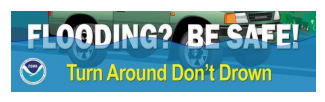 FLOODING? BE SAFE!
Turn Around Don't Drown